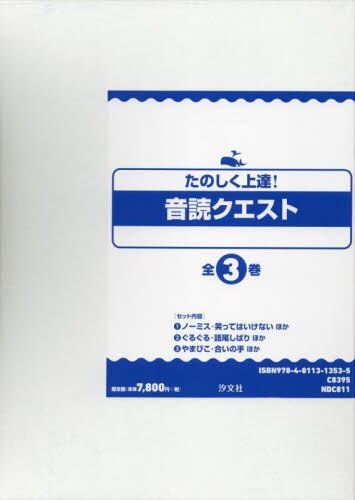 たのしく上達!
音読クエスト
全3巻
[セット内容]
❶ノーミス・笑ってはいけない ほか
❷ぐるぐる・語尾しばり ほか
❸やまびこ・合いの手 ほか
ISBN978-4-8113-1353-5
C8395
NDC811
揃定価(本体7,800円+税)
汐文社